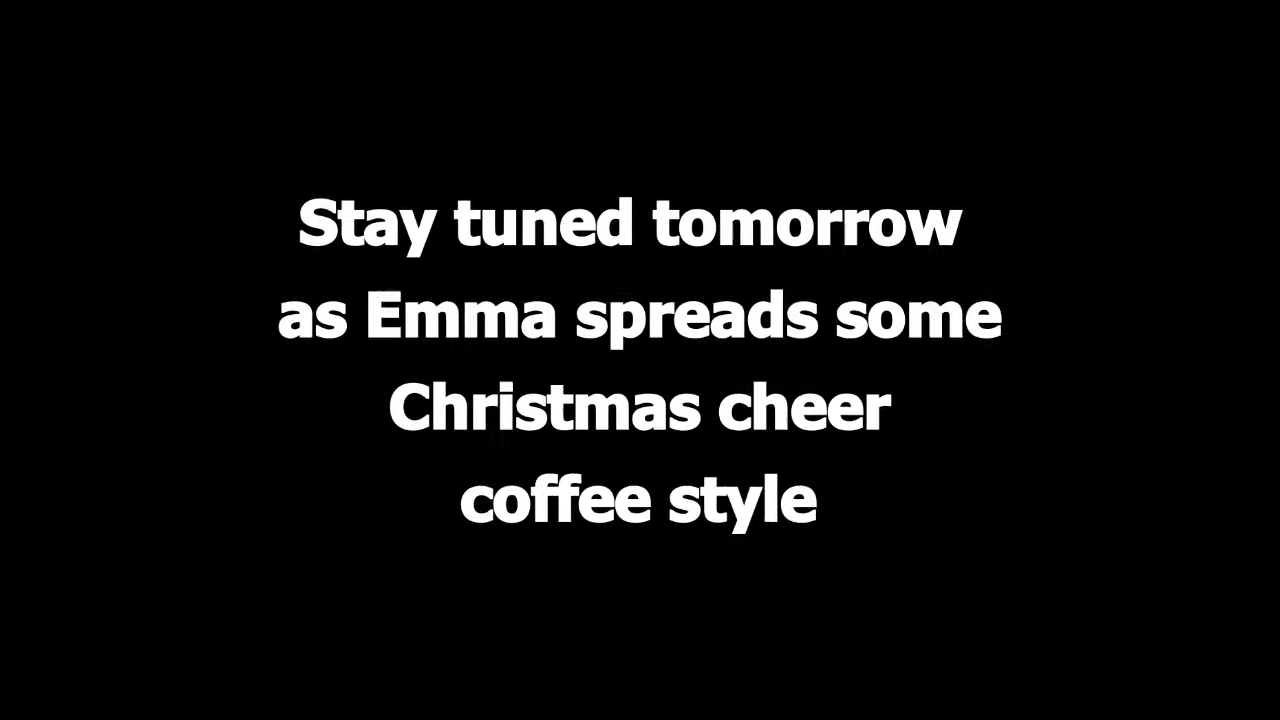 Stay tuned tomorrow
as Emma spreads some
Christmas cheer
coffee style